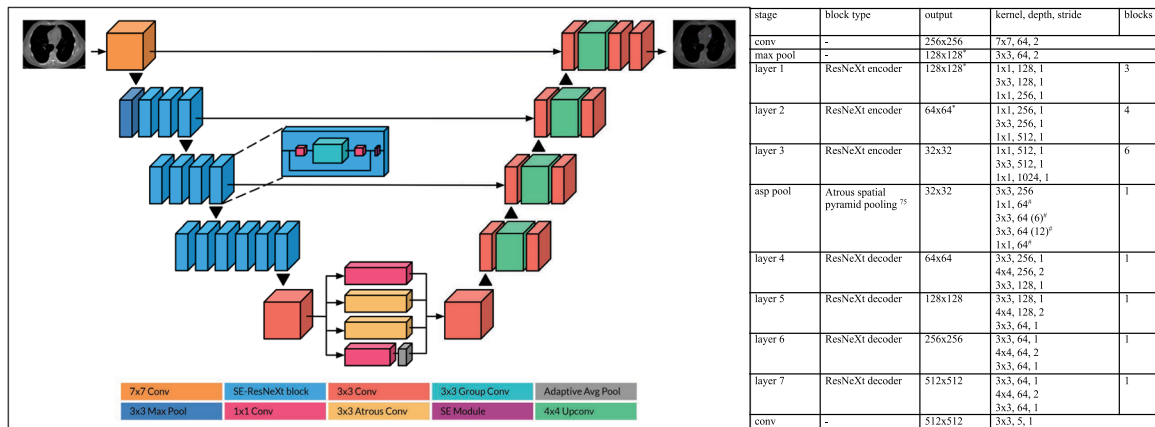 7x7 Conv
SE-ResNeXt block
3x3 Conv
3x3 Group Conv
Adaptive Avg Pool
3x3 Max Pool
1x1 Conv
3x3 Atrous Conv
SE Module
4x4 Upconv
stage block type output kernel, depth, stride blocks
conv - 256x256 7x7, 64, 2
max pool - 128x128* 3x3, 64, 2
layer 1 ResNeXt encoder 128x128* 1x1, 128, 1 3
3x3, 128, 1
1x1, 256, 1
layer 2 ResNeXt encoder 64x64* 1x1, 256, 1 4
3x3, 256, 1
1x1, 512, 1
layer 3 ResNeXt encoder 32x32 1x1, 512, 1 6
3x3, 512, 1
1x1, 1024, 1
asp pool Atrous spatial 32x32 3x3, 256 1
pyramid pooling 75 1x1, 64#
3x3, 64 (6)#
3x3, 64 (12)#
1x1, 64#
layer 4 ResNeXt decoder 64x64 3x3, 256, 1 1
4x4, 256, 2
3x3, 128, 1
layer 5 ResNeXt decoder 128x128 3x3, 128, 1 1
4x4, 128, 2
3x3, 64, 1
layer 6 ResNeXt decoder 256x256 3x3, 64, 1 1
4x4, 64, 2
3x3, 64, 1
layer 7 ResNeXt decoder 512x512 3x3, 64, 1 1
4x4, 64, 2
3x3, 64, 1
conv - 512x512 3x3, 5, 1